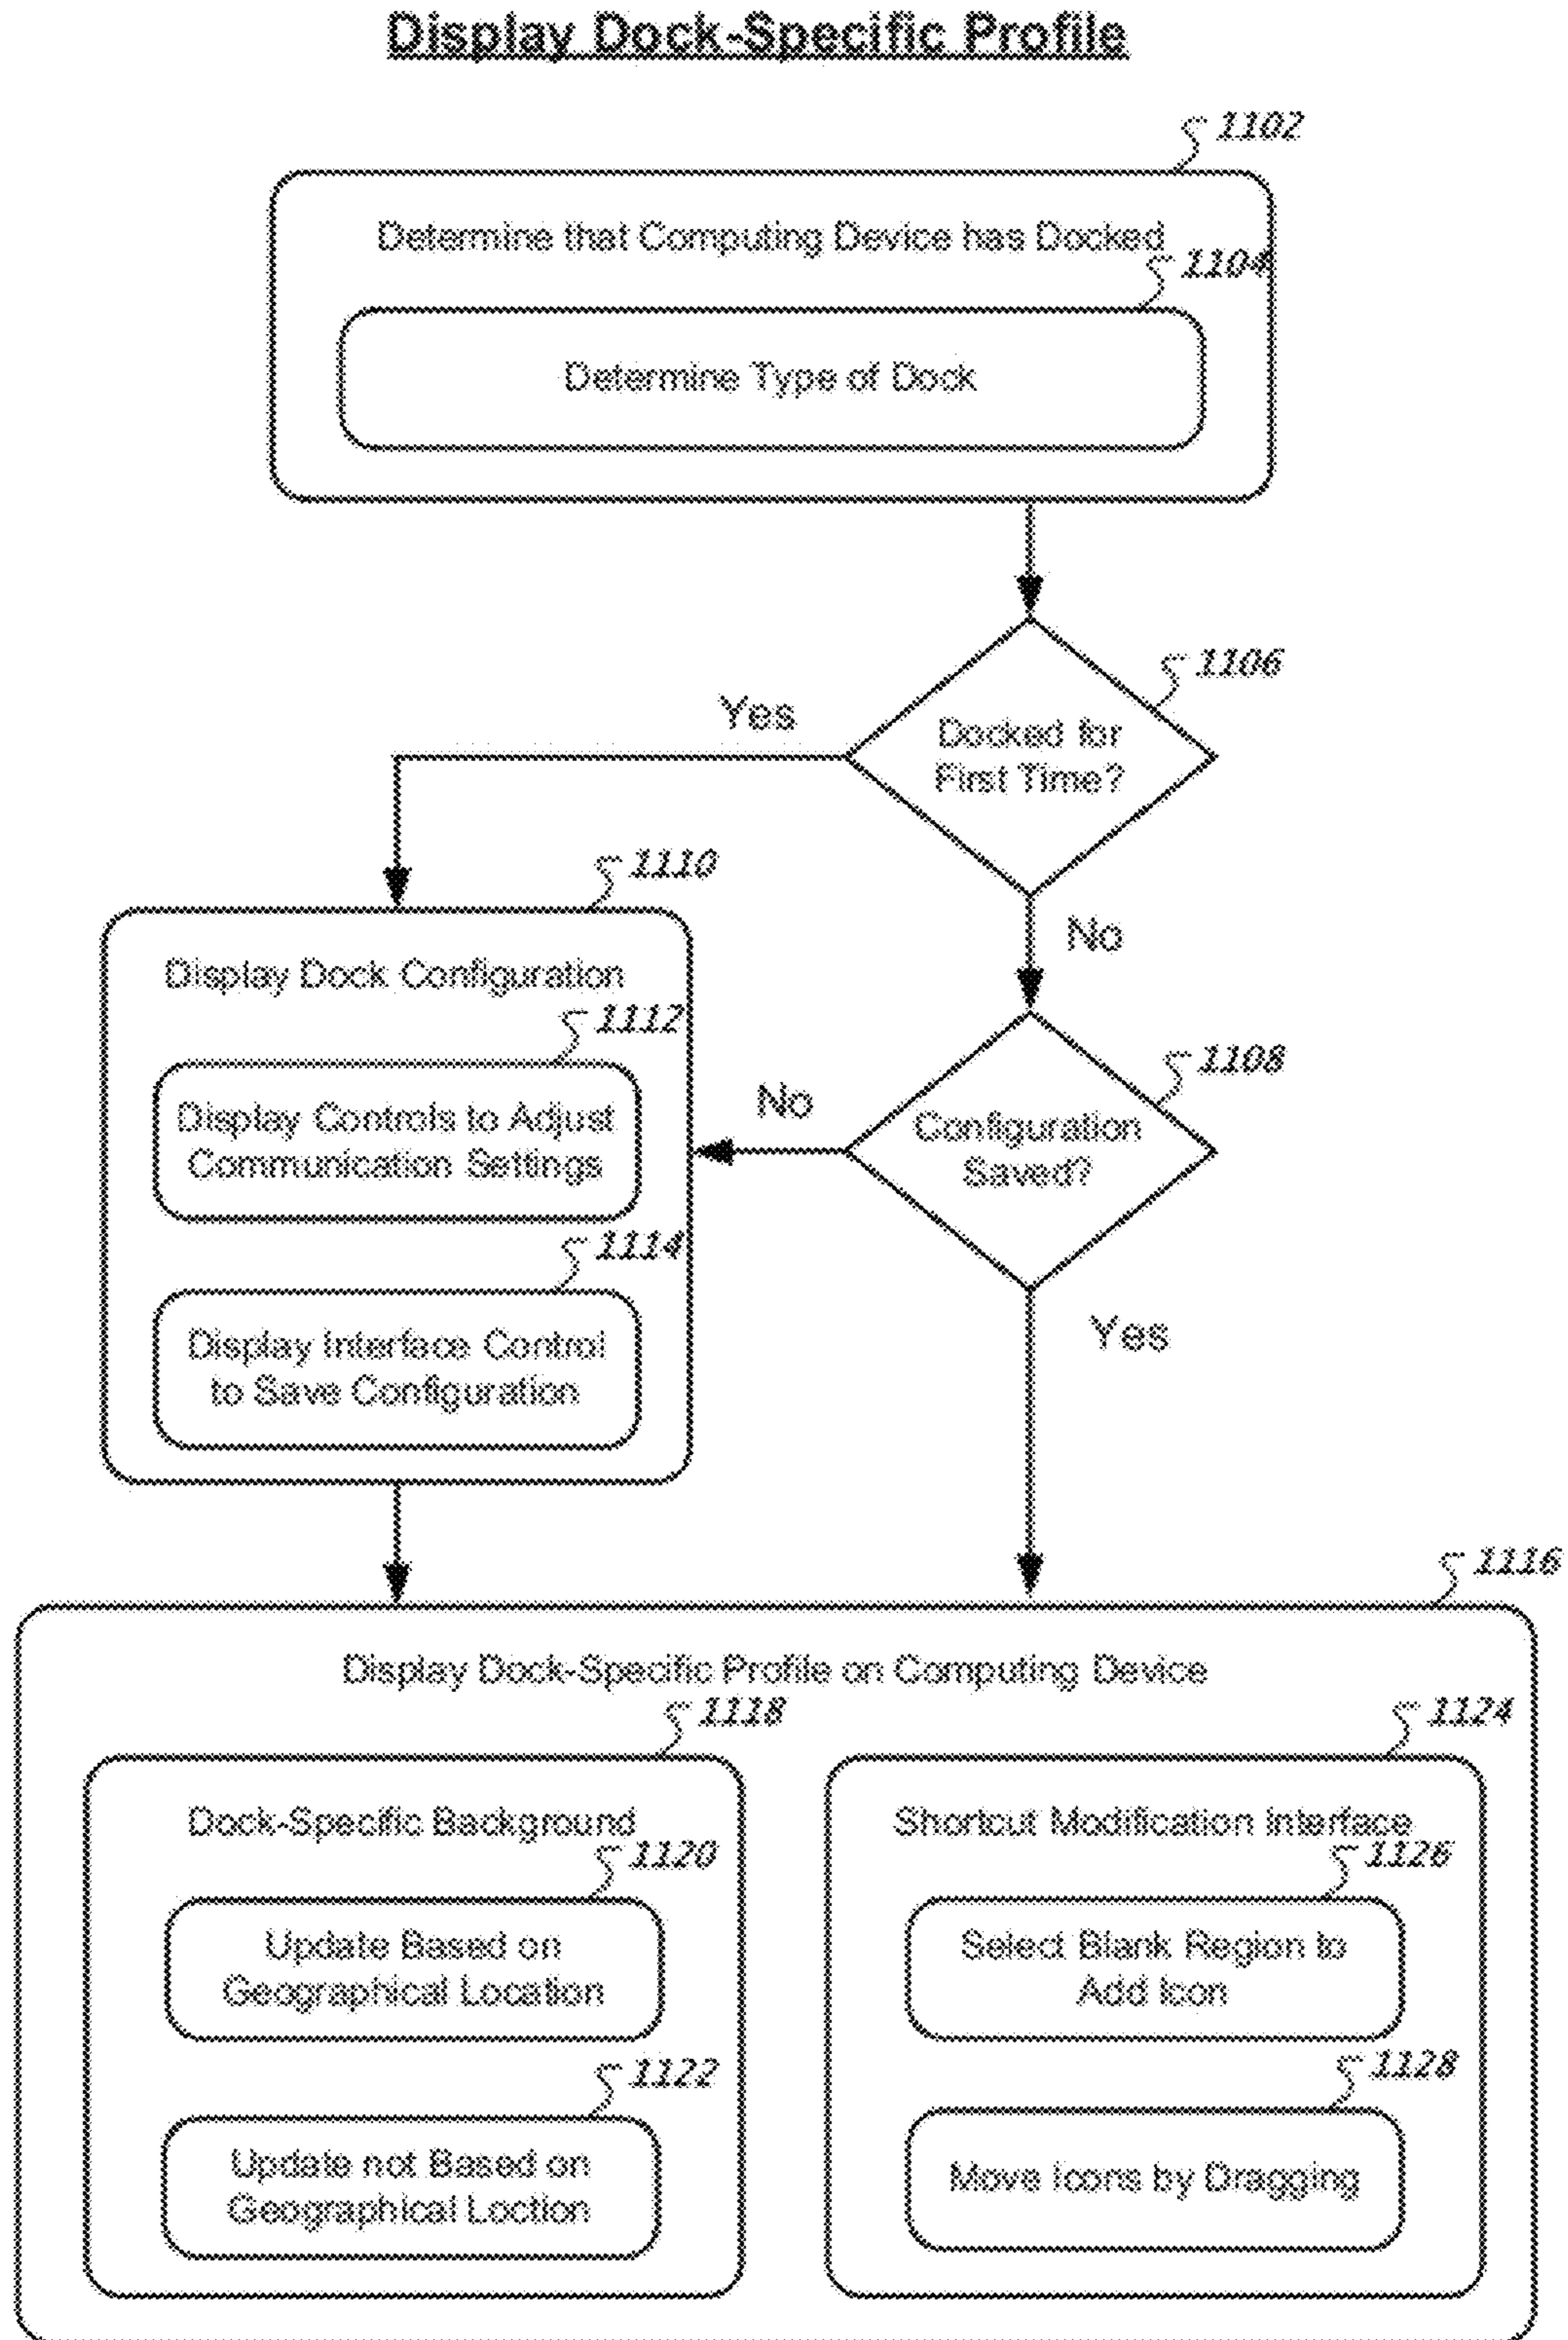 Display Dock-Specific Profile
1102
Determine that Computing Device has Docked
1104
Determine Type of Dock
1106
Yes
Docked for
First Time?
1110
No
Display Dock Configuration
1112
1108
Display Controls to Adjust
Communication Settings
No
Configuration
Saved?
1114
Yes
Display Interface Control
to Save Configuration
1116
Display Dock-Specific Profile on Computing Device
1118
1124
Dock-Specific Background
Shortcut Modification Interface
1120
1126
Update Based on
Geographical Location
Select Blank Region to
Add Icon
1122
1128
Update not Based on
Geographical Loction
Move Icons by Dragging